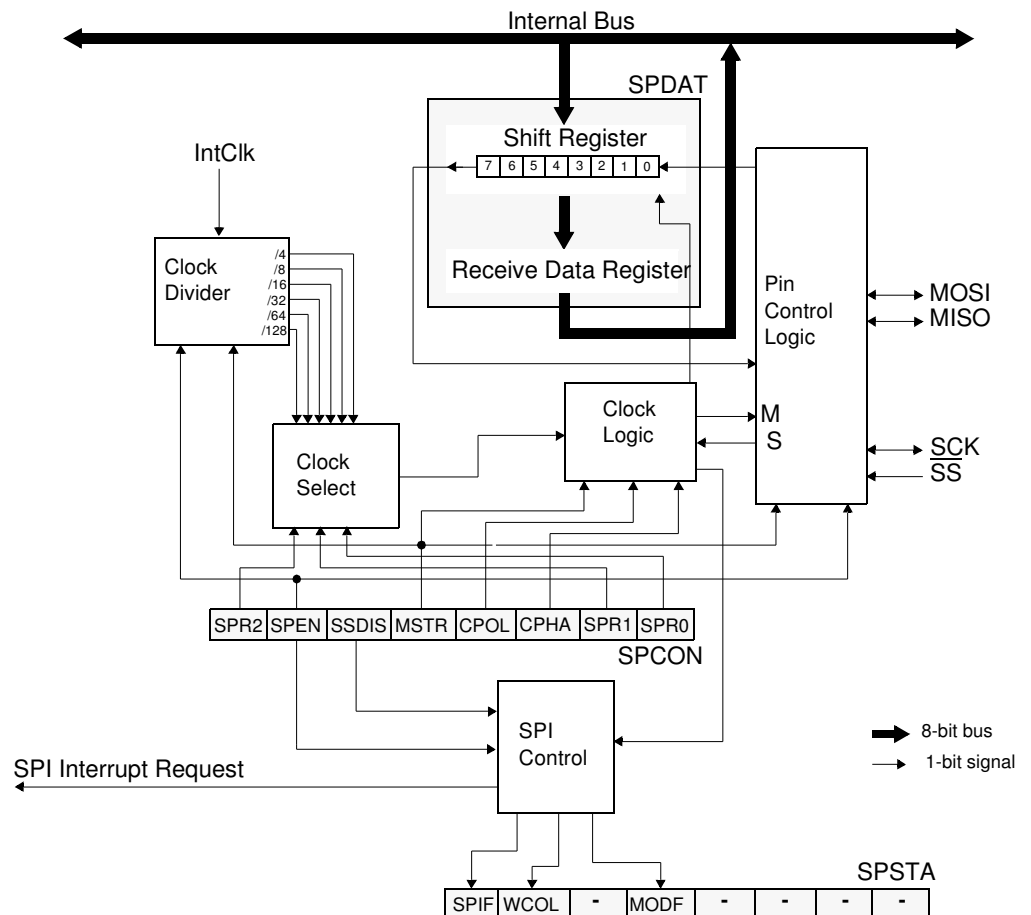 Internal Bus
SPDAT
Shift Register
7 6 5 4 3 2 1 0
IntClk
Clock
Divider
/4
/8
/16
/32
/64
/128
Receive Data Register
Pin
Control
Logic
MOSI
MISO
Clock
Logic
M
S
SCK
SS
Clock
Select
SPR2 SPEN SSDIS MSTR CPOL CPHA SPR1 SPR0
SPCON
SPI
Control
8-bit bus
1-bit signal
SPI Interrupt Request
SPSTA
SPIF WCOL - MODF - - - -